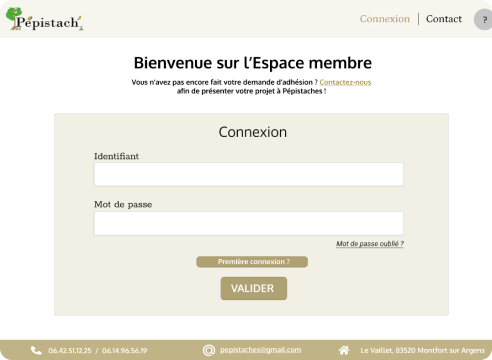 Pépistach'
Connexion | Contact ?
Bienvenue sur l'Espace membre
Vous n'avez pas encore fait votre demande d'adhésion ? Contactez-nous
afin de présenter votre projet à Pépistaches !
Connexion
Identifiant
Mot de passe
Mot de passe oublié ?
Première connexion ?
VALIDER
06.42.51.12.25 / 06.14.96.56.19
pepistaches@gmail.com
Le Vaillet, 83520 Montfort sur Argens